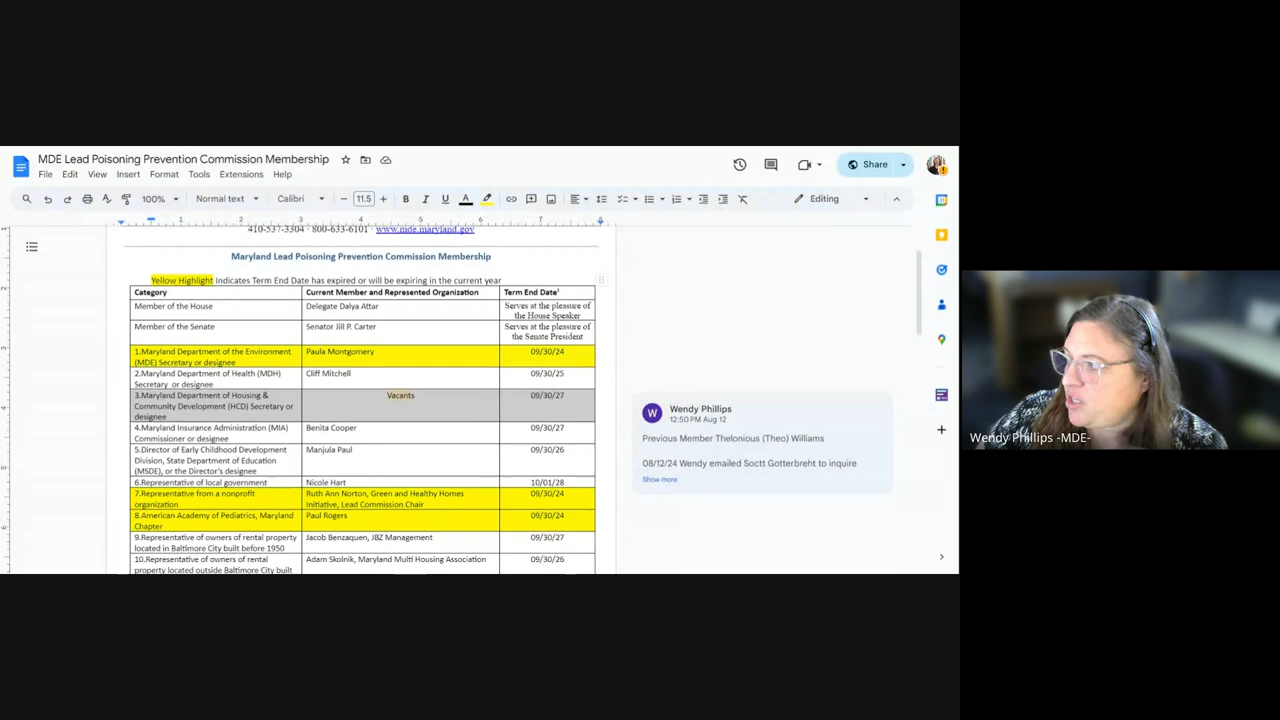 MDE Lead Poisoning Prevention Commission Membership
File Edit View Insert Format Tools Extensions Help
Share
100% Normal text Calibri 11.5 B I U A Editing
1 2 3 4 5 6 7 8
410-537-3304 · 800-633-6101 · www.mde.maryland.gov
Maryland Lead Poisoning Prevention Commission Membership
Yellow Highlight Indicates Term End Date has expired or will be expiring in the current year
Category Current Member and Represented Organization Term End Date¹
Member of the House Delegate Dalya Attar Serves at the pleasure of
the House Speaker
Member of the Senate Senator Jill P. Carter Serves at the pleasure of
the Senate President
1.Maryland Department of the Environment Paula Montgomery 09/30/24
(MDE) Secretary or designee
2.Maryland Department of Health (MDH) Cliff Mitchell 09/30/25
Secretary or designee
3.Maryland Department of Housing & Vacants 09/30/27
Community Development (HCD) Secretary or
designee
4.Maryland Insurance Administration (MIA) Benita Cooper 09/30/27
Commissioner or designee
5.Director of Early Childhood Development Manjula Paul 09/30/26
Division, State Department of Education
(MSDE), or the Director's designee
6.Representative of local government Nicole Hart 10/01/28
7.Representative from a nonprofit Ruth Ann Norton, Green and Healthy Homes 09/30/24
organization Initiative, Lead Commission Chair
8.American Academy of Pediatrics, Maryland Paul Rogers 09/30/24
Chapter
9.Representative of owners of rental property Jacob Benzaquen, JBZ Management 09/30/27
located in Baltimore City built before 1950
10.Representative of owners of rental Adam Skolnik, Maryland Multi Housing Association 09/30/26
property located outside Baltimore City built
W
Wendy Phillips
12:50 PM Aug 12
Previous Member Thelonious (Theo) Williams
08/12/24 Wendy emailed Soctt Gotterbreht to inquire
Show more
Wendy Phillips -MDE-